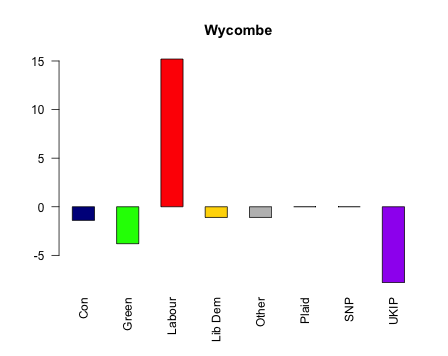 Wycombe
15
10
5
0
-5
Con
Green
Labour
Lib Dem
Other
Plaid
SNP
UKIP